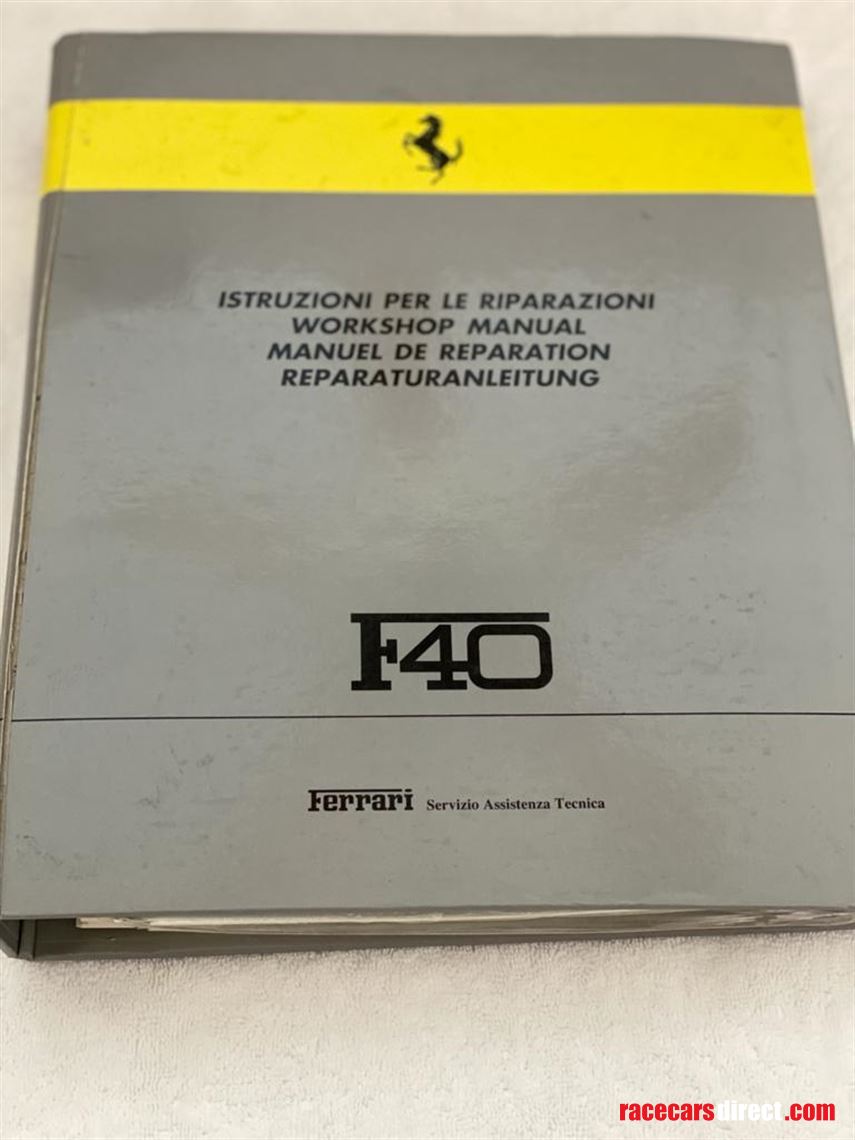 ISTRUZIONI PER LE RIPARAZIONI
WORKSHOP MANUAL
MANUEL DE REPARATION
REPARATURANLEITUNG
F40
Ferrari Servizio Assistenza Tecnica
racecarsdirect.com